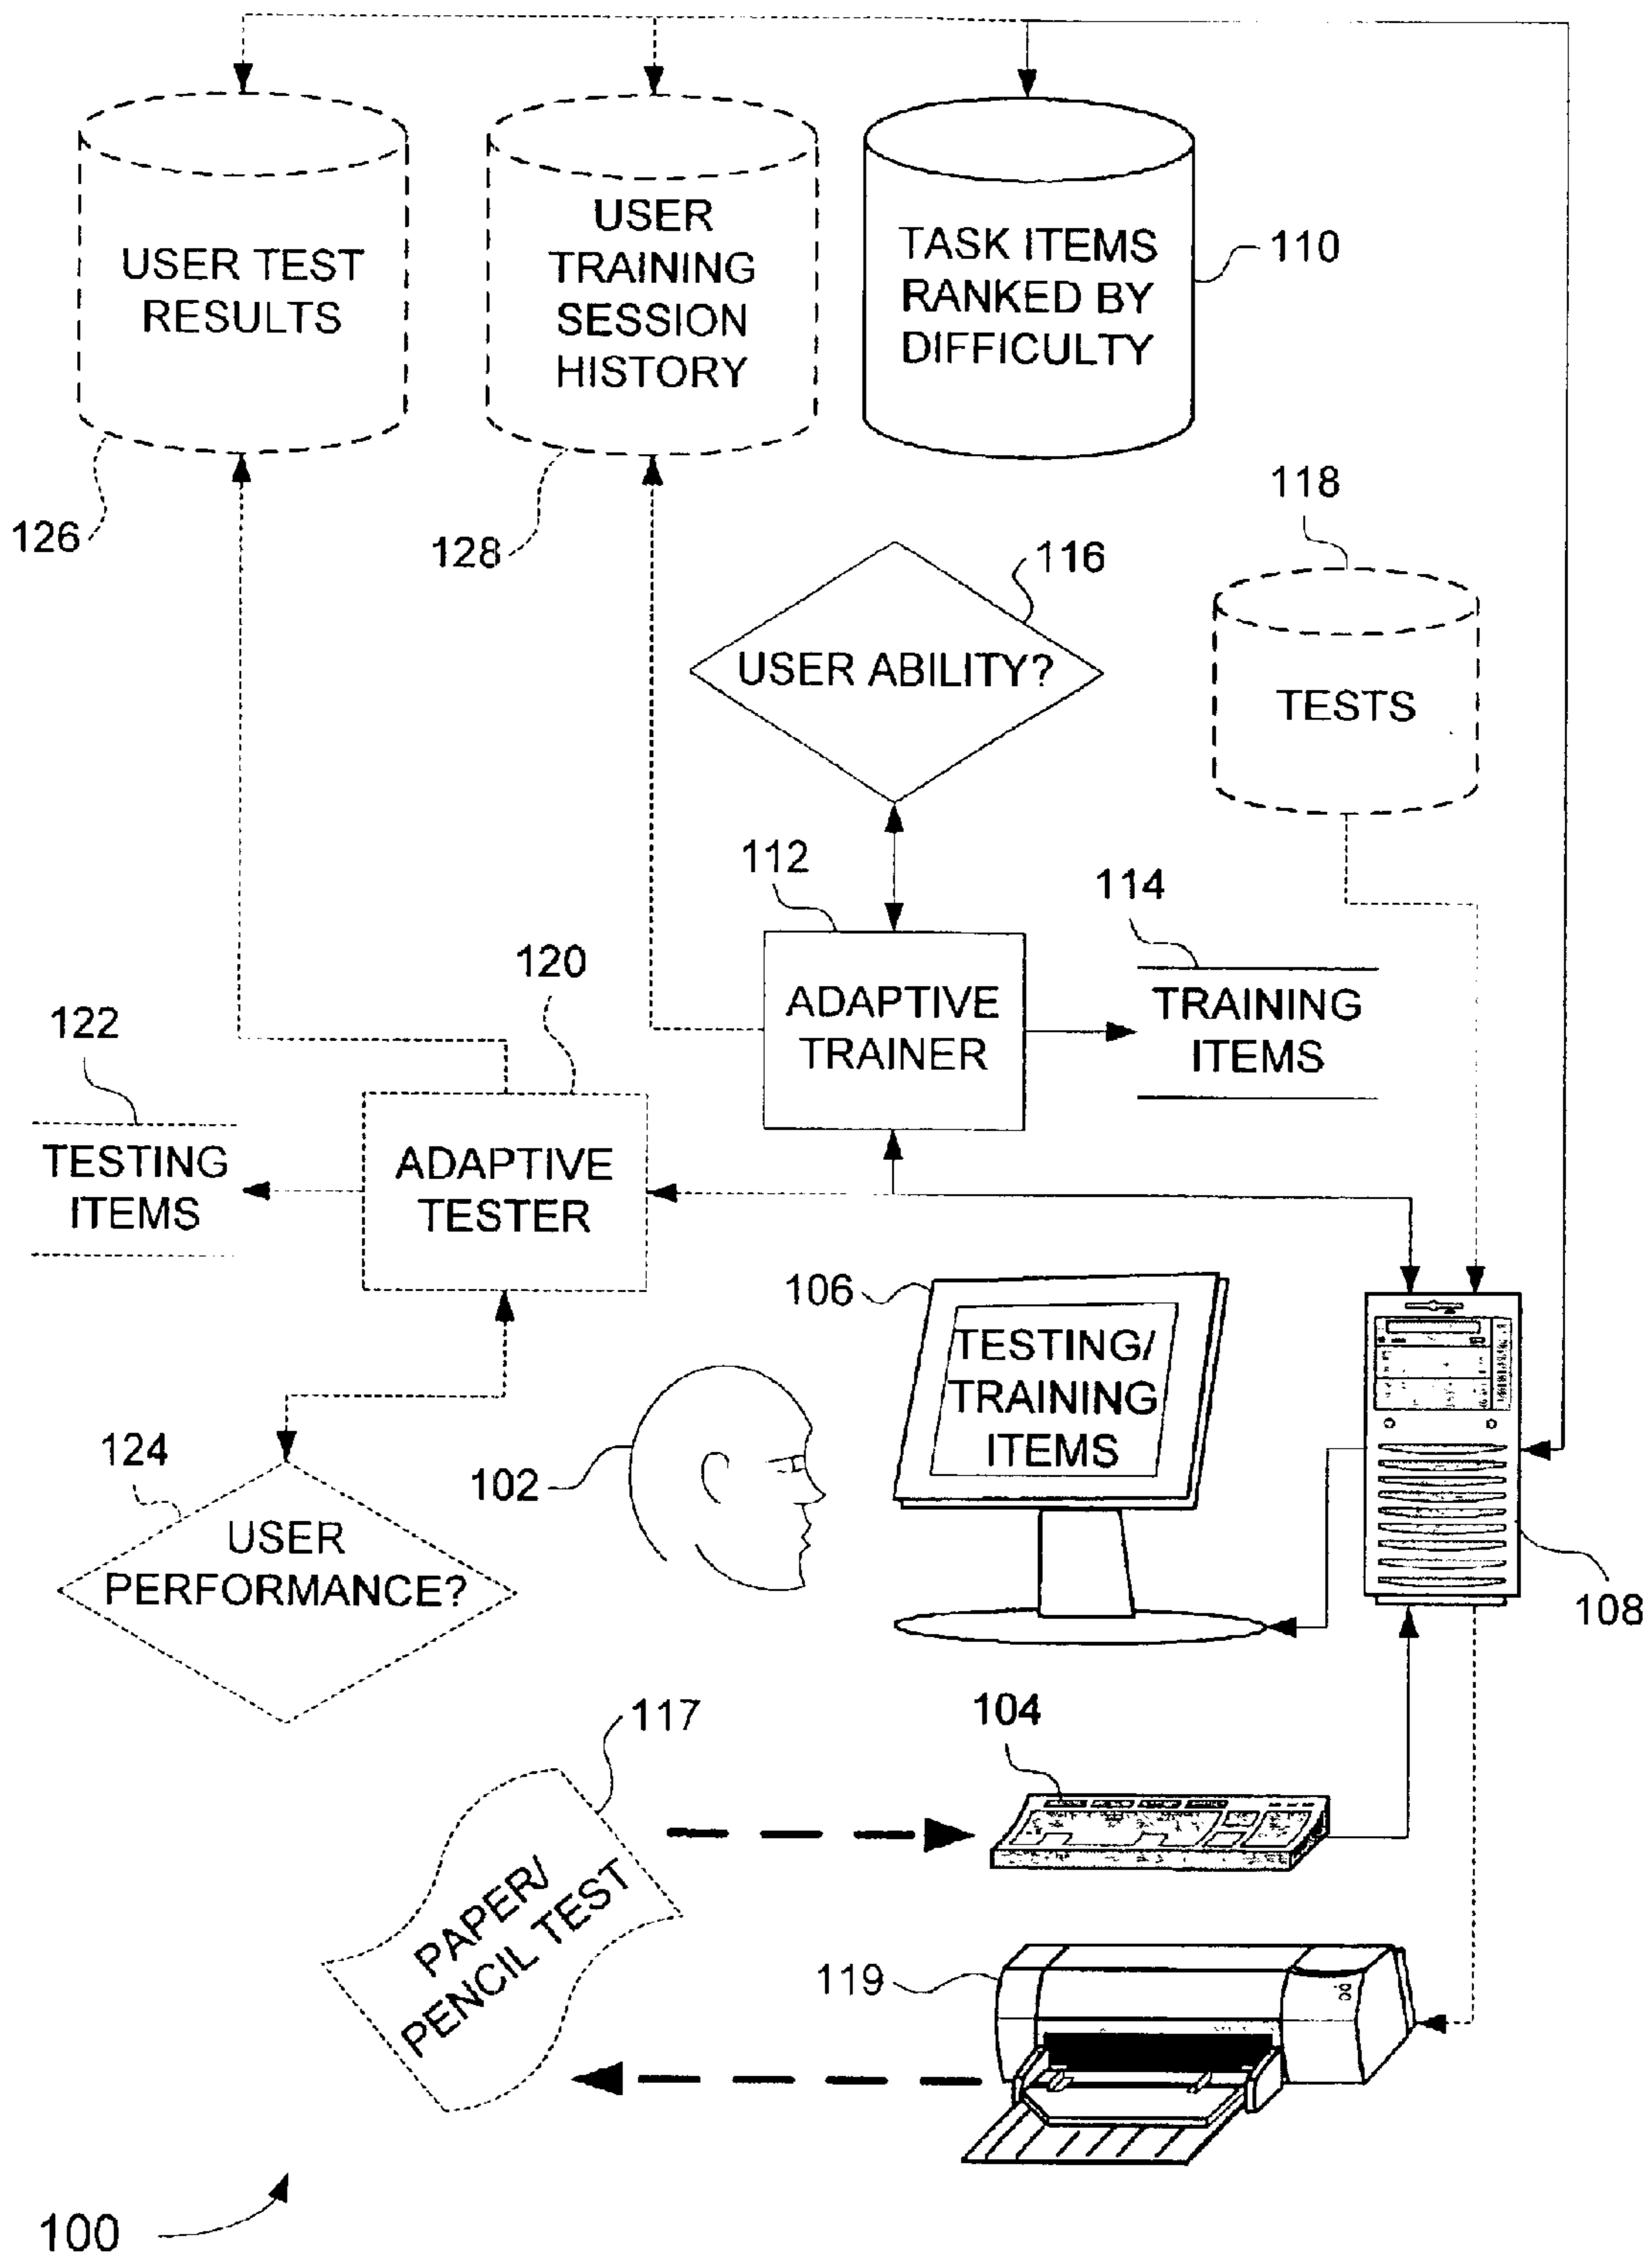 USER TEST
RESULTS
USER
TRAINING
SESSION
HISTORY
TASK ITEMS
RANKED BY
DIFFICULTY
110
126
128
118
116
USER ABILITY?
TESTS
112
114
ADAPTIVE
TRAINER
TRAINING
ITEMS
120
122
TESTING
ITEMS
ADAPTIVE
TESTER
106
TESTING/
TRAINING
ITEMS
124
102
USER
PERFORMANCE?
108
117
104
PAPER/
PENCIL TEST
119
100